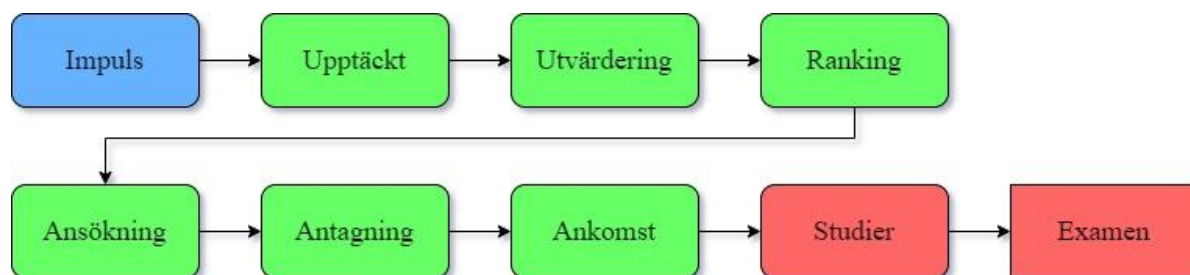 Impuls
Upptäckt
Utvärdering
Ranking
Ansökning
Antagning
Ankomst
Studier
Examen